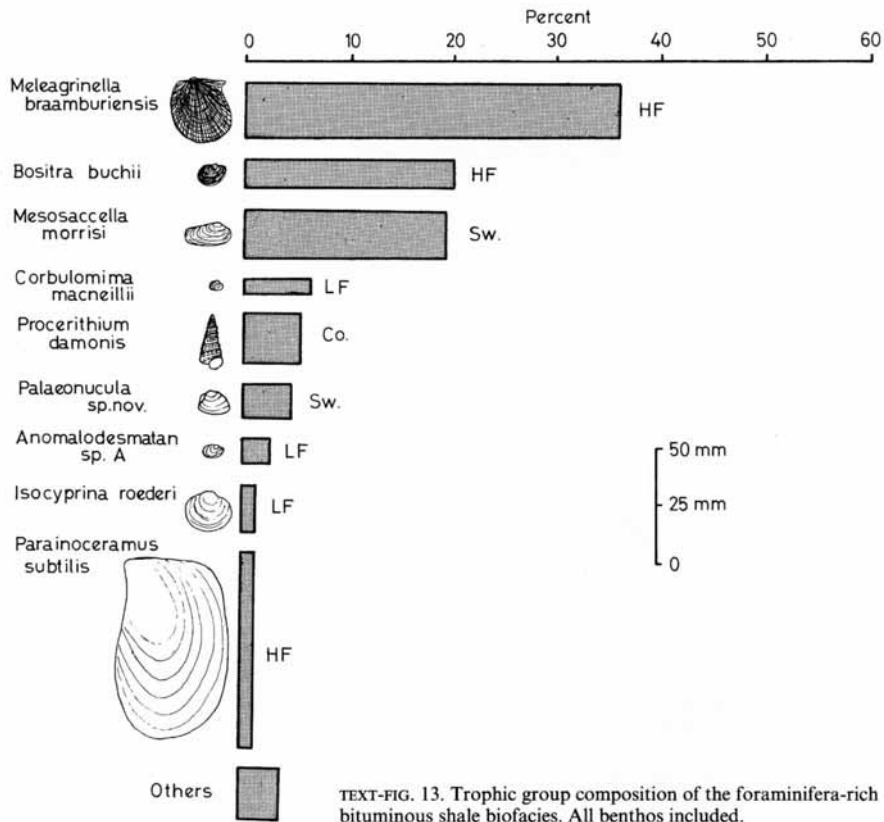 Percent
0 10 20 30 40 50 60
Meleagrinella
braamburiensis
HF
Bositra buchii
HF
Mesosaccella
morrisi
Sw.
Corbulomima
macneillii
LF
Procerithium
damonis
Co.
Palaeonucula
sp.nov.
Sw.
Anomalodesmatan
sp. A
LF
Isocyprina roederi
LF
Parainoceramus
subtilis
HF
Others
50 mm
25 mm
0
TEXT-FIG. 13. Trophic group composition of the foraminifera-rich
bituminous shale biofacies. All benthos included.